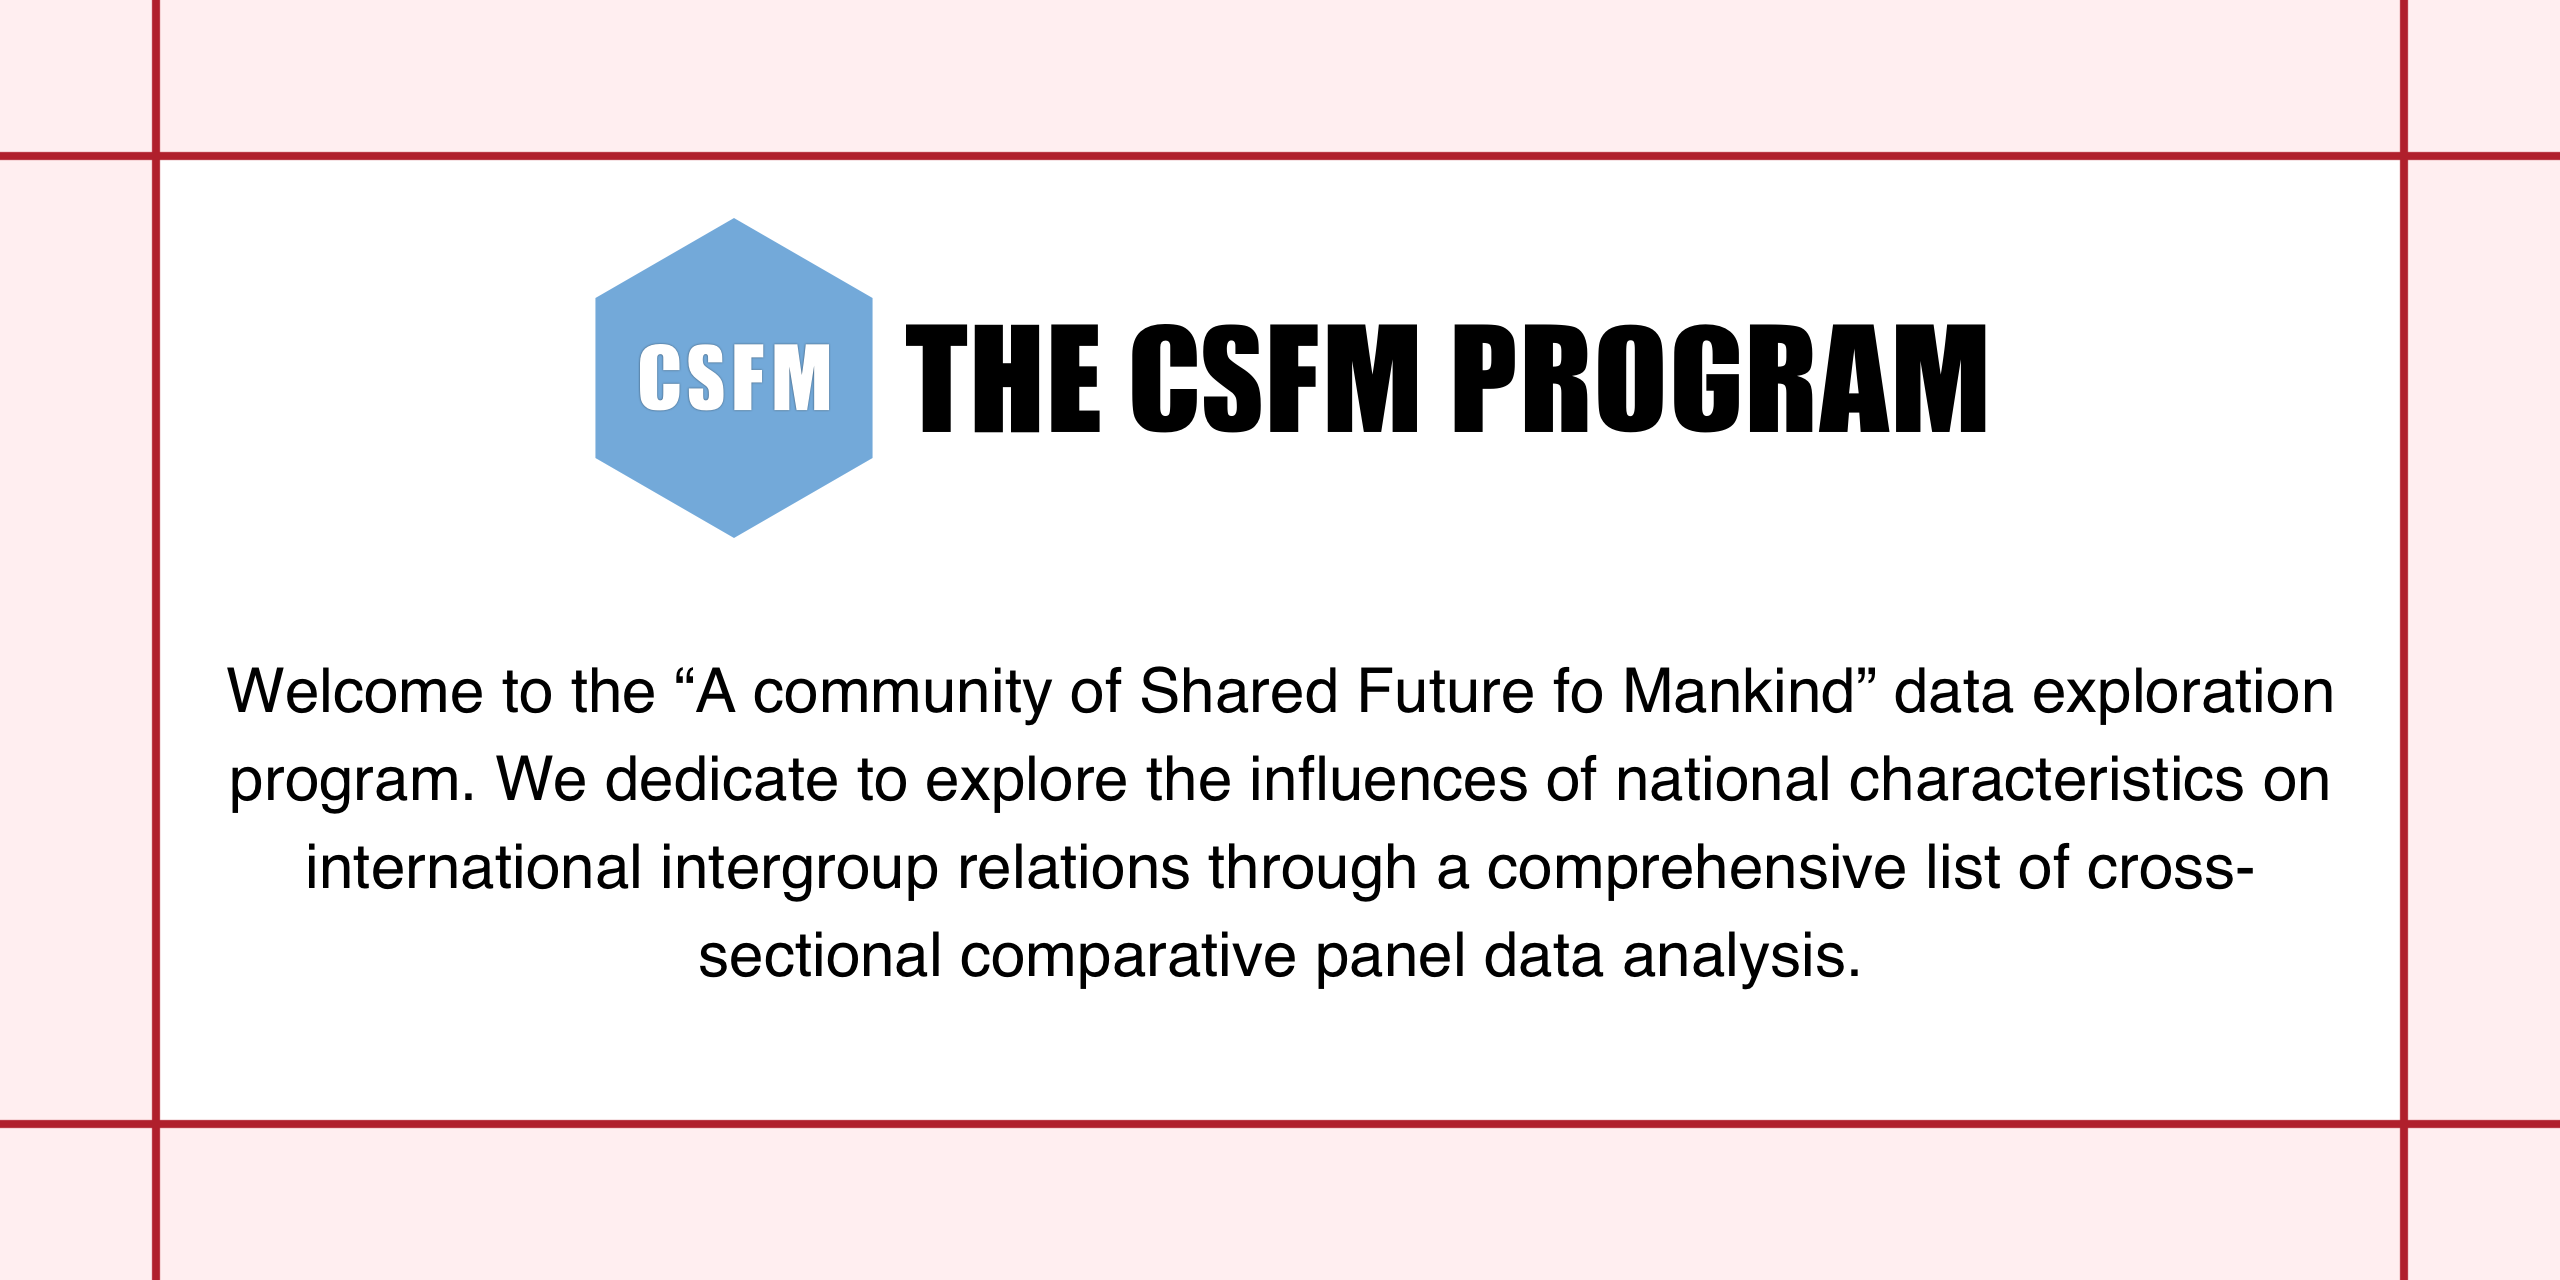 CSFM
THE CSFM PROGRAM
Welcome to the “A community of Shared Future fo Mankind” data exploration
program. We dedicate to explore the influences of national characteristics on
international intergroup relations through a comprehensive list of cross-
sectional comparative panel data analysis.